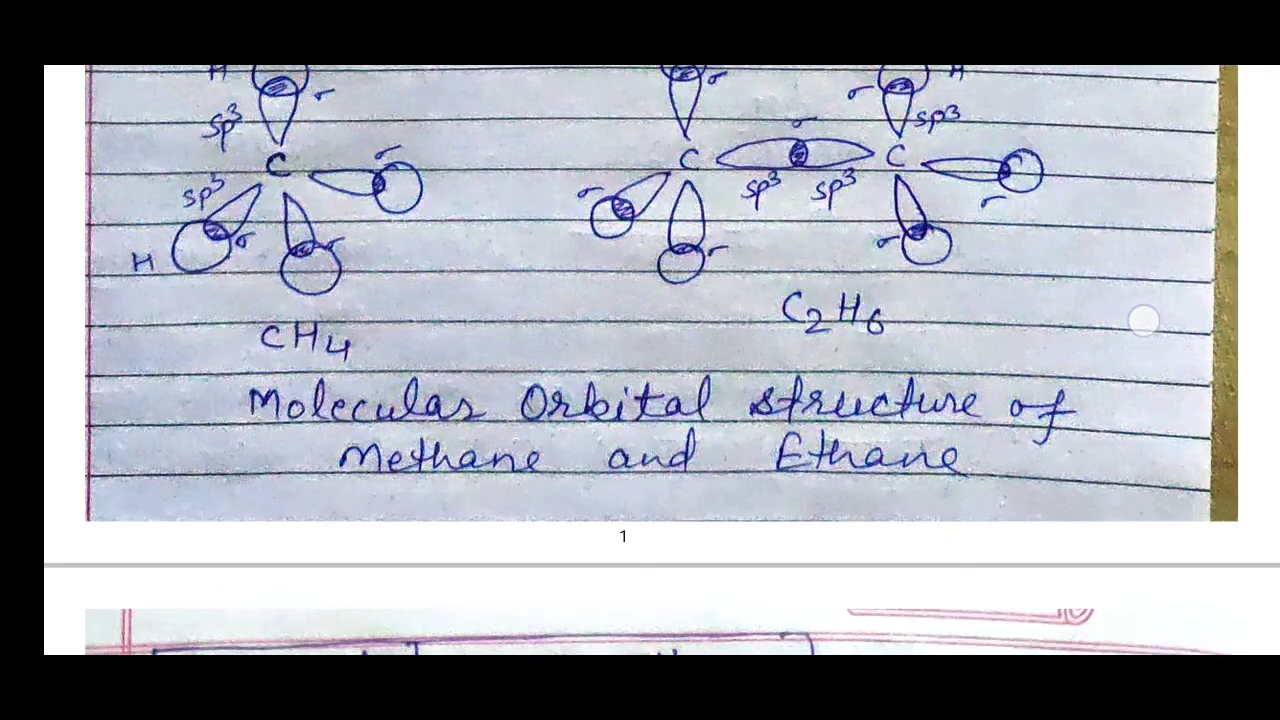 H σ σ σ H
sp³ sp³
C σ C σ C
sp³ sp³ sp³
H σ σ σ σ σ σ
C₂H₆
CH₄
Molecular Orbital structure of
Methane and Ethane
1